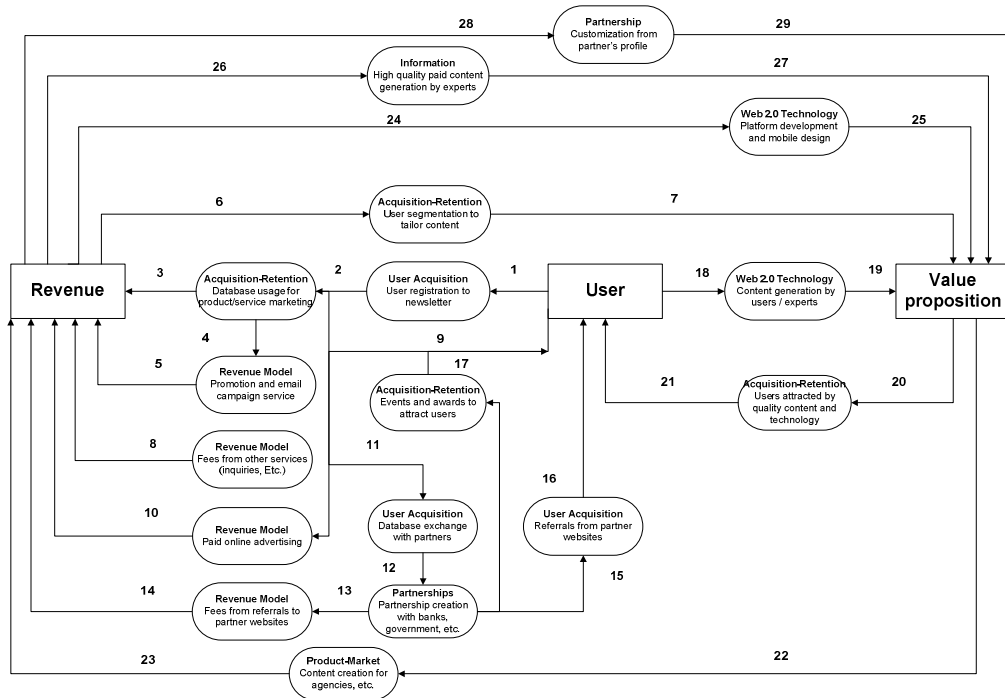 28
Partnership
Customization from
partner's profile
29
26
Information
High quality paid content
generation by experts
27
24
Web 2.0 Technology
Platform development
and mobile design
25
6
Acquisition-Retention
User segmentation to
tailor content
7
Revenue
3
Acquisition-Retention
Database usage for
product/service marketing
2
User Acquisition
User registration to
newsletter
1
User
18
Web 2.0 Technology
Content generation by
users / experts
19
Value
proposition
4
5
Revenue Model
Promotion and email
campaign service
9
17
Acquisition-Retention
Events and awards to
attract users
21
Acquisition-Retention
Users attracted by
quality content and
technology
20
8
Revenue Model
Fees from other services
(inquiries, Etc.)
11
10
Revenue Model
Paid online advertising
User Acquisition
Database exchange
with partners
16
User Acquisition
Referrals from partner
websites
12
15
14
Revenue Model
Fees from referrals to
partner websites
13
Partnerships
Partnership creation
with banks,
government, etc.
23
Product-Market
Content creation for
agencies, etc.
22